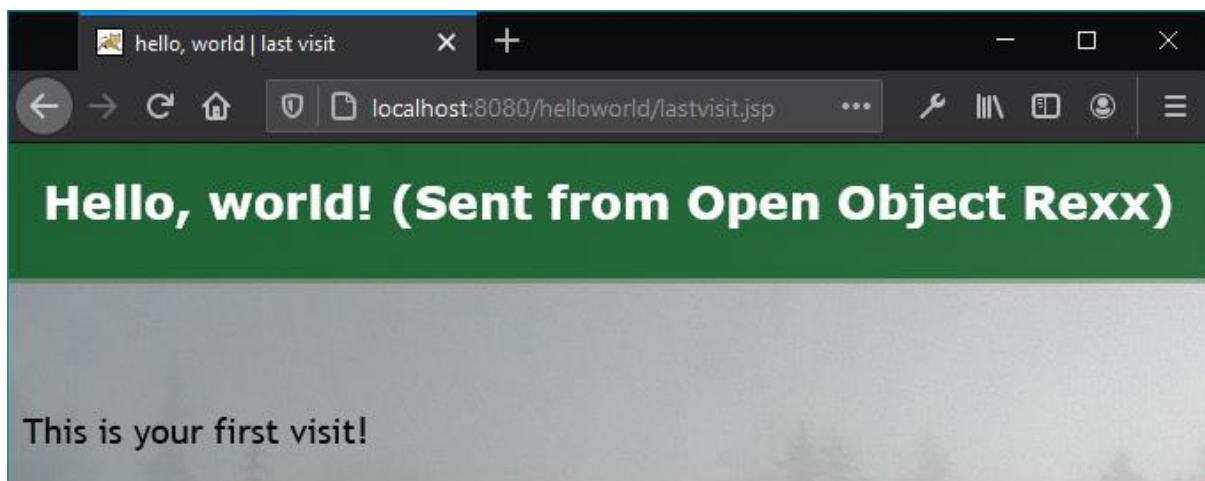 hello, world | last visit
localhost:8080/helloworld/lastvisit.jsp
Hello, world! (Sent from Open Object Rexx)
This is your first visit!